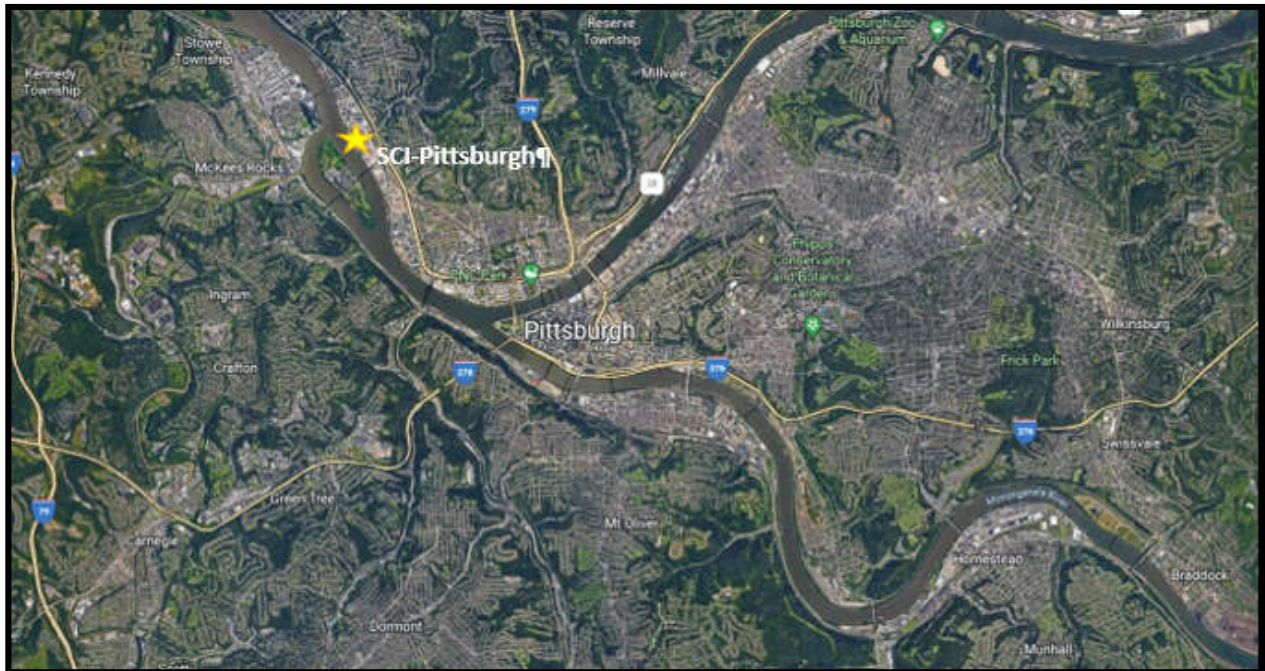 Reserve
Township
Pittsburgh Zoo
& Aquarium
Stowe
Township
Kennedy
Township
Millvale
279
SCI-Pittsburgh¶
McKees Rocks
28
Phipps
Conservatory
and Botanical
Gardens
Ingram
Pittsburgh
Wilkinsburg
Crafton
Frick Park
376
376
376
Swissvale
Green Tree
79
Mt Oliver
Carnegie
Homestead
Braddock
Dormont
Munhall
Scott